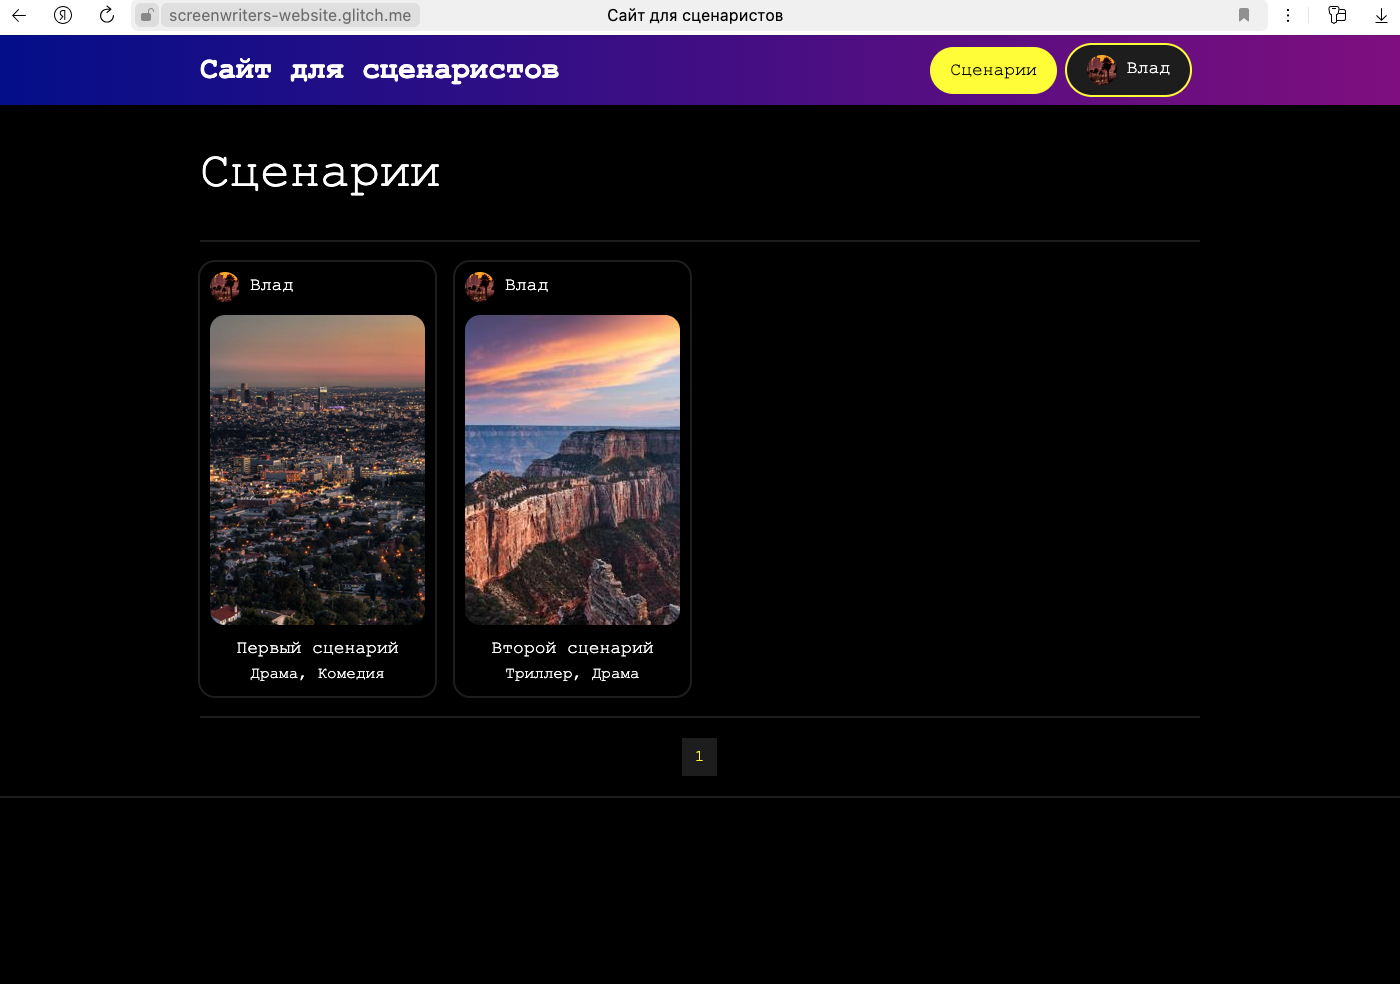 screenwriters-website.glitch.me
Сайт для сценаристов
Сайт для сценаристов
Сценарии
Влад
Сценарии
Влад
Первый сценарий
Драма, Комедия
Влад
Второй сценарий
Триллер, Драма
1